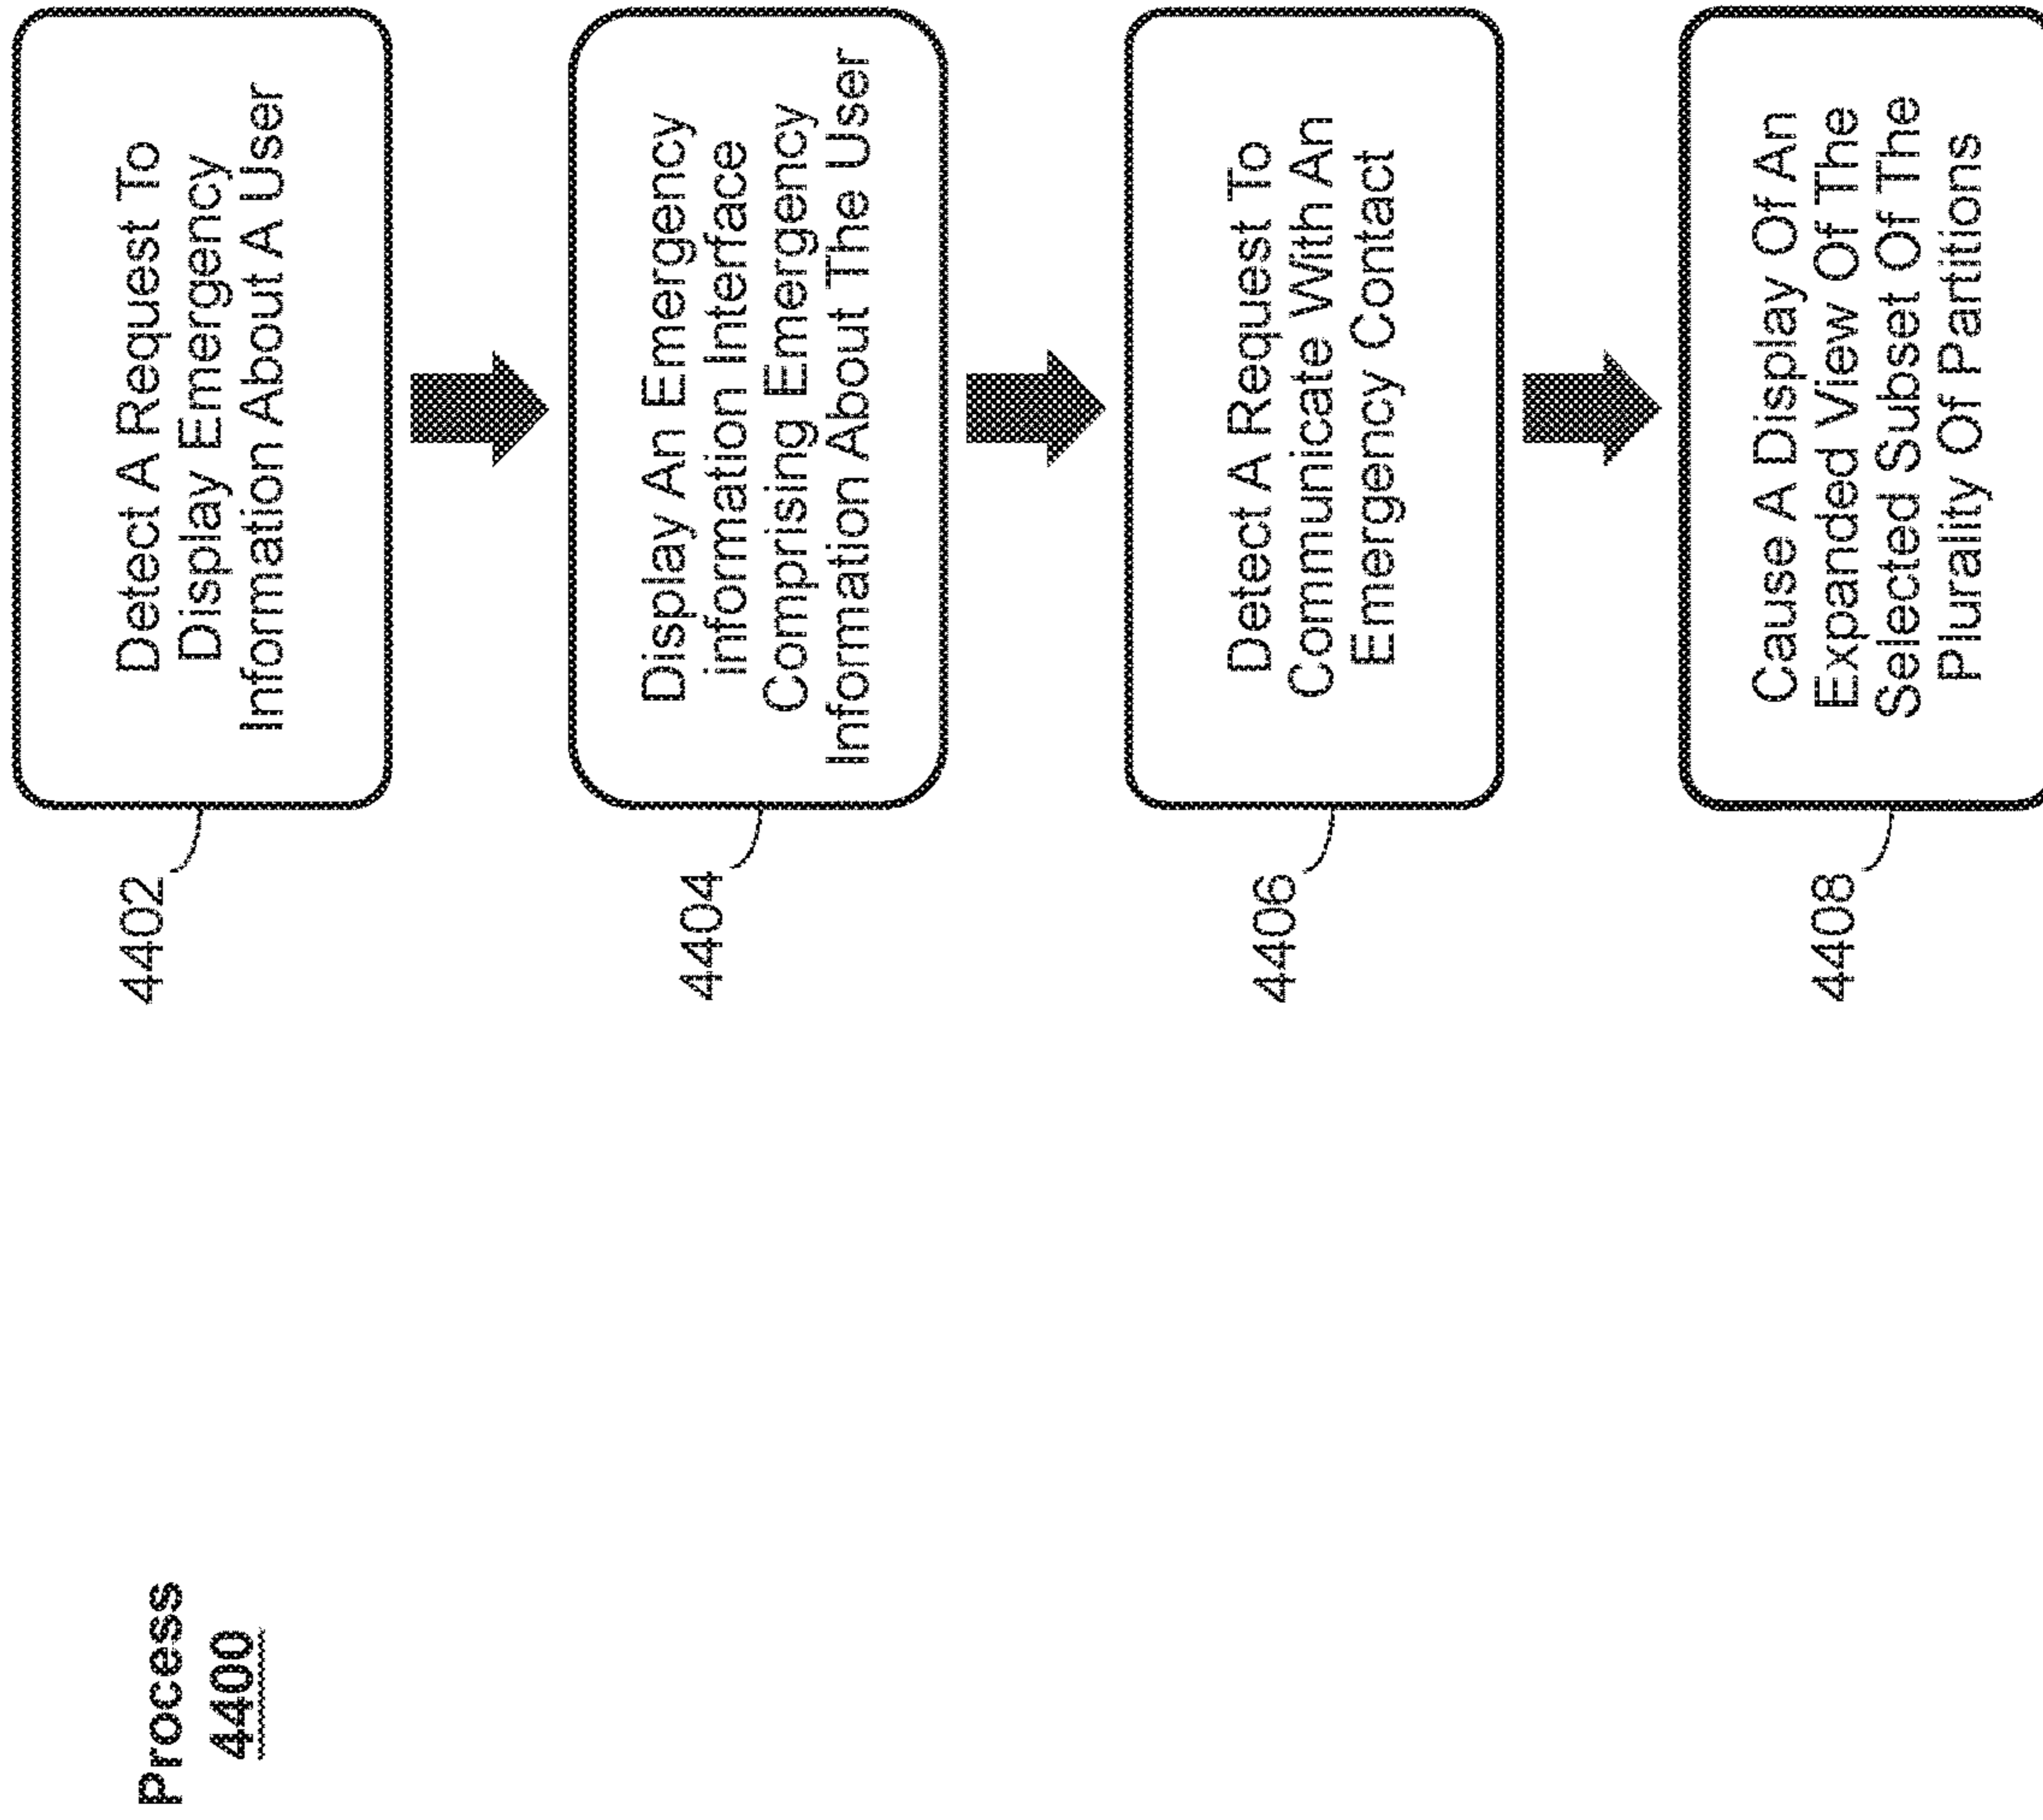 Process
4400
4402
Detect A Request To
Display Emergency
Information About A User
4404
Display An Emergency
information Interface
Comprising Emergency
Information About The User
4406
Detect A Request To
Communicate With An
Emergency Contact
4408
Cause A Display Of An
Expanded View Of The
Selected Subset Of The
Plurality Of Partitions